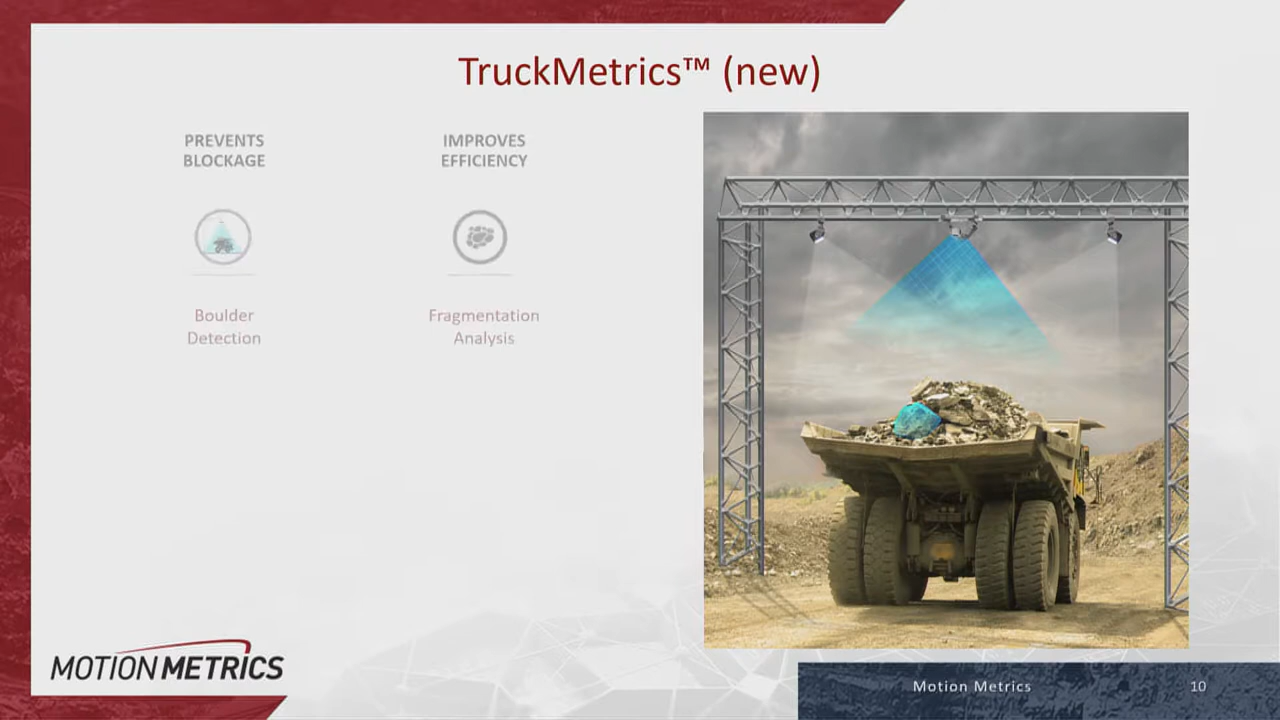 TruckMetrics™ (new)
PREVENTS
BLOCKAGE
IMPROVES
EFFICIENCY
Boulder
Detection
Fragmentation
Analysis
MOTION METRICS
Motion Metrics
10